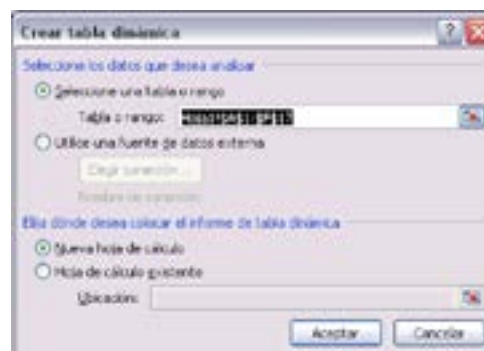 Crear tabla dinámica
Seleccione los datos que desea analizar
Seleccione una tabla o rango
Tabla o rango:
Utilice una fuente de datos externa
Elegir conexión...
Nombre de conexión:
Elija dónde desea colocar el informe de tabla dinámica
Nueva hoja de cálculo
Hoja de cálculo existente
Ubicación:
Aceptar Cancelar